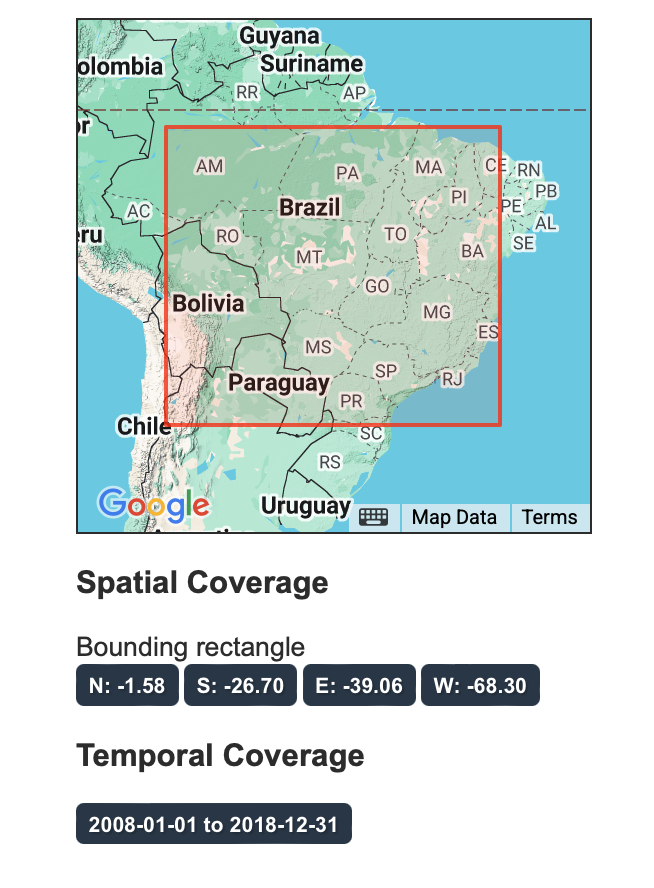 Guyana
olombia
Suriname
RR
AP
or
AM
PA
MA
CE
RN
PB
PI
AC
Brazil
PE
AL
eru
RO
TO
SE
BA
MT
GO
Bolivia
MG
ES
MS
SP
Paraguay
RJ
PR
Chile
SC
RS
Google
Uruguay
Map Data
Terms
Spatial Coverage
Bounding rectangle
N: -1.58 S: -26.70 E: -39.06 W: -68.30
Temporal Coverage
2008-01-01 to 2018-12-31